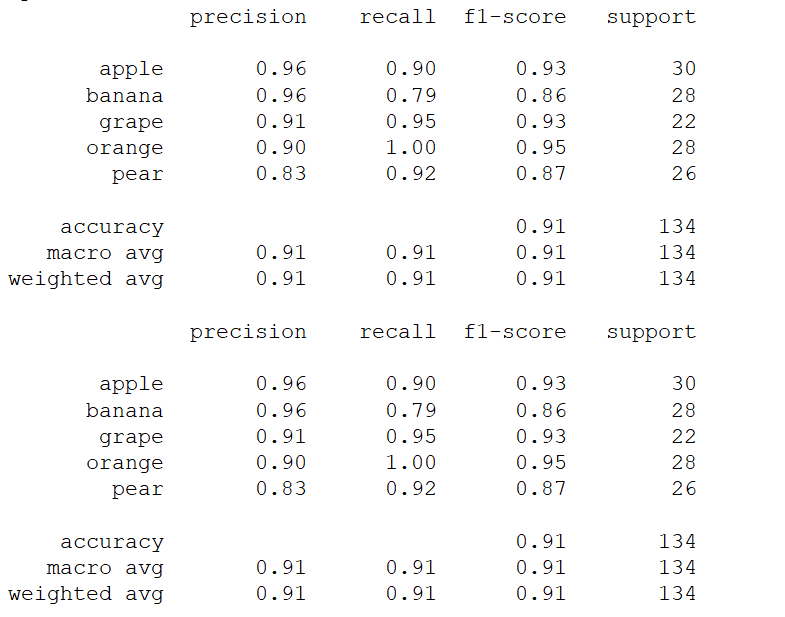 precision recall f1-score support
apple 0.96 0.90 0.93 30
banana 0.96 0.79 0.86 28
grape 0.91 0.95 0.93 22
orange 0.90 1.00 0.95 28
pear 0.83 0.92 0.87 26
accuracy 0.91 134
macro avg 0.91 0.91 0.91 134
weighted avg 0.91 0.91 0.91 134
precision recall f1-score support
apple 0.96 0.90 0.93 30
banana 0.96 0.79 0.86 28
grape 0.91 0.95 0.93 22
orange 0.90 1.00 0.95 28
pear 0.83 0.92 0.87 26
accuracy 0.91 134
macro avg 0.91 0.91 0.91 134
weighted avg 0.91 0.91 0.91 134